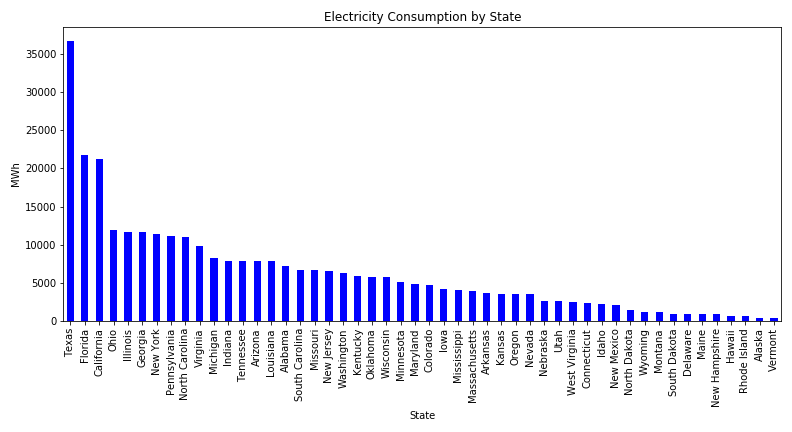 Electricity Consumption by State
MWh
35000
30000
25000
20000
15000
10000
5000
0
Texas
Florida
California
Ohio
Illinois
Georgia
New York
Pennsylvania
North Carolina
Virginia
Michigan
Indiana
Tennessee
Arizona
Louisiana
Alabama
South Carolina
Missouri
New Jersey
Washington
Kentucky
Oklahoma
Wisconsin
Minnesota
Maryland
Colorado
Iowa
Mississippi
Massachusetts
Arkansas
Kansas
Oregon
Nevada
Nebraska
Utah
West Virginia
Connecticut
Idaho
New Mexico
North Dakota
Wyoming
Montana
South Dakota
Delaware
Maine
New Hampshire
Hawaii
Rhode Island
Alaska
Vermont
State